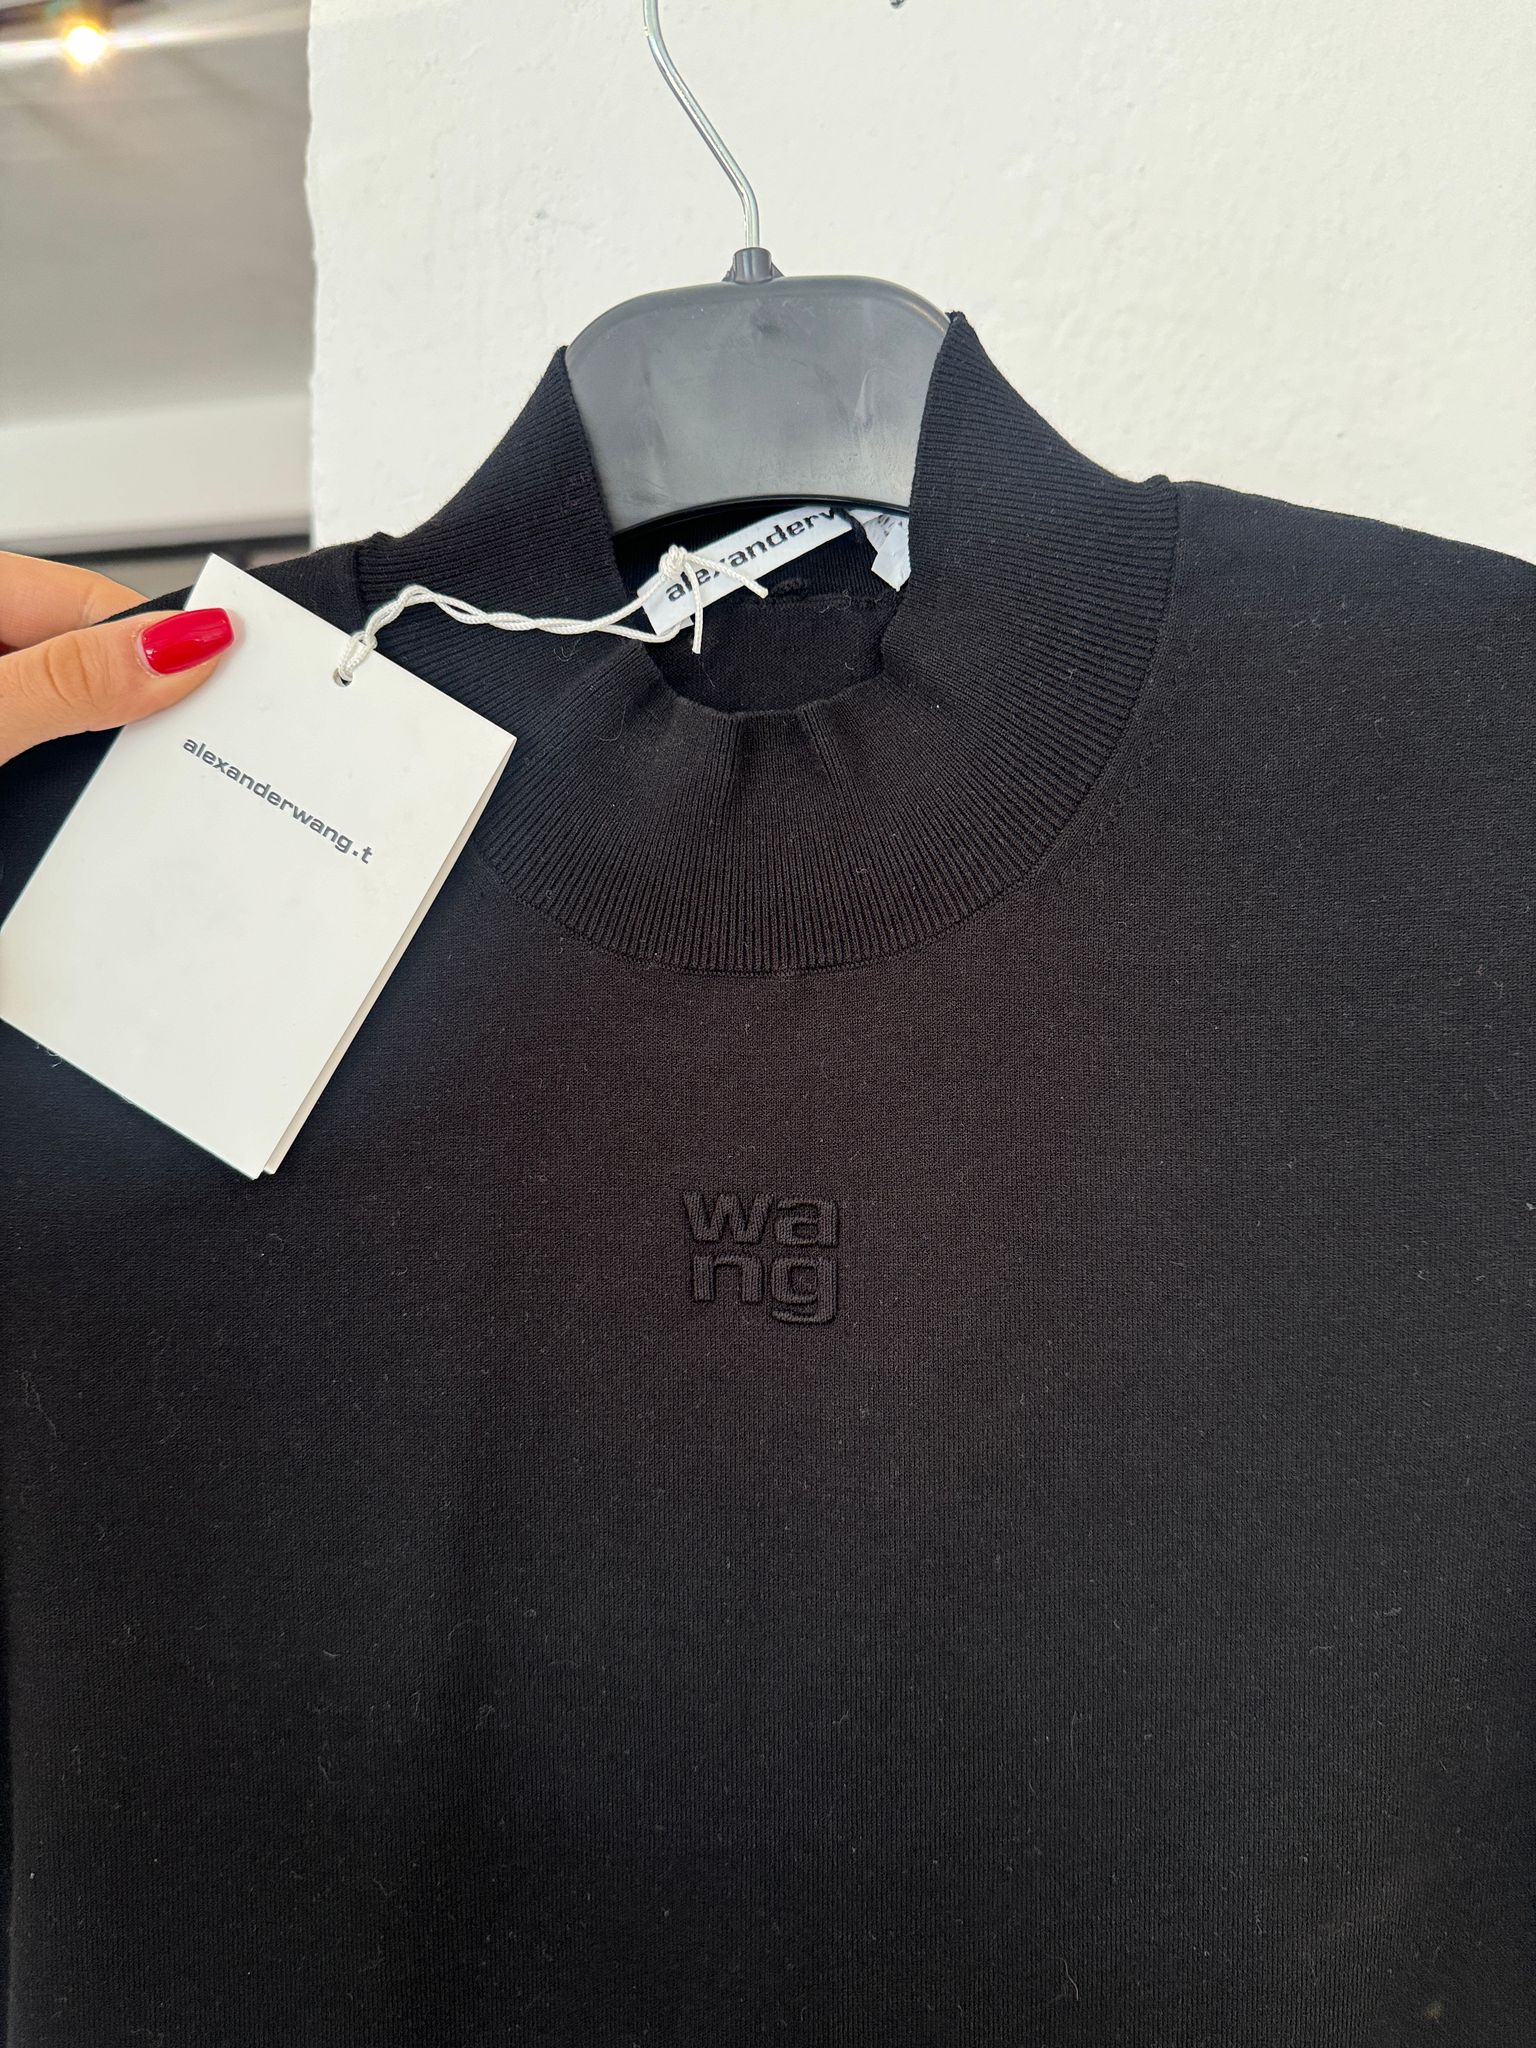 alexanderw
alexanderwang.t
wa
ng